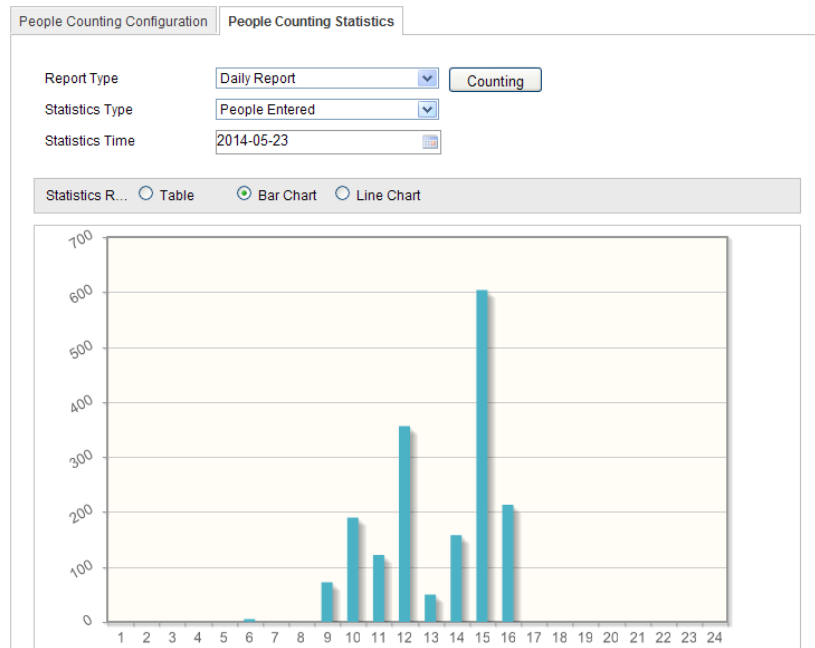 People Counting Configuration People Counting Statistics
Report Type Daily Report Counting
Statistics Type People Entered
Statistics Time 2014-05-23
Statistics R... Table Bar Chart Line Chart
700
600
500
400
300
200
100
0
1 2 3 4 5 6 7 8 9 10 11 12 13 14 15 16 17 18 19 20 21 22 23 24